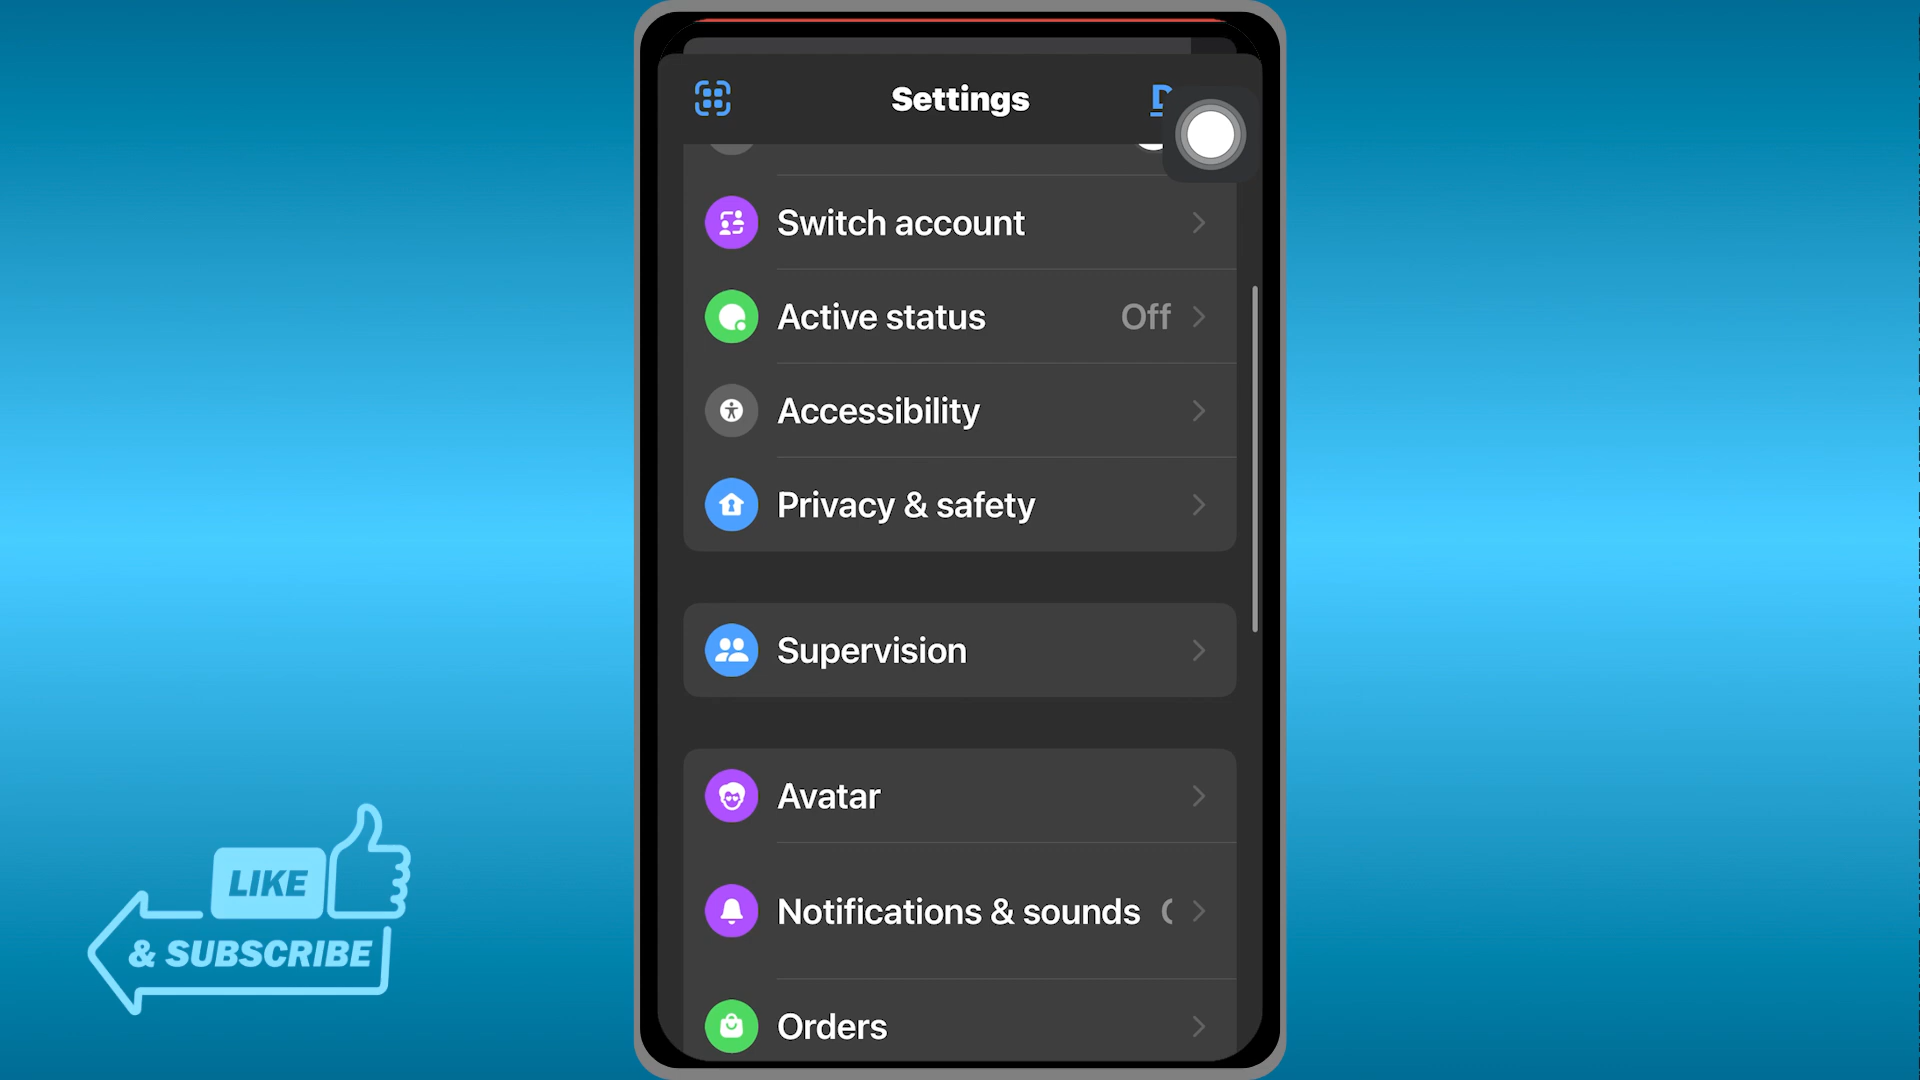 Settings
Switch account
Active status Off
Accessibility
Privacy & safety
Supervision
Avatar
Notifications & sounds
Orders
LIKE
& SUBSCRIBE